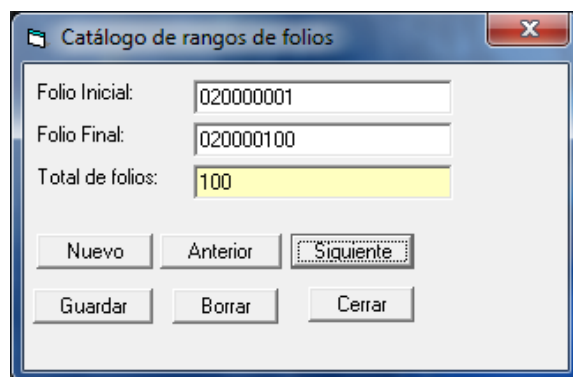 Catálogo de rangos de folios
Folio Inicial: 020000001
Folio Final: 020000100
Total de folios: 100
Nuevo Anterior Siguiente
Guardar Borrar Cerrar